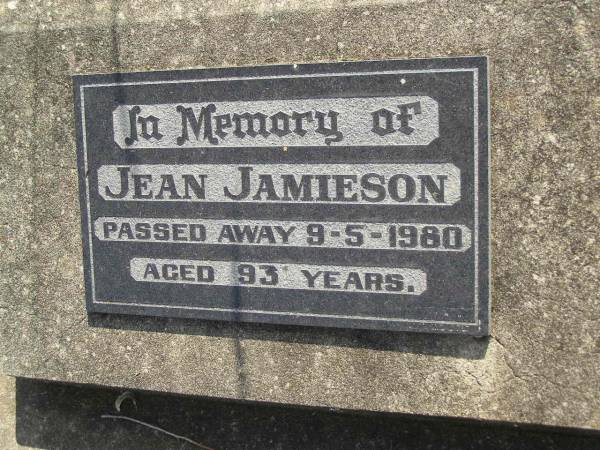 In Memory of
JEAN JAMIESON
PASSED AWAY 9-5-1980
AGED 93 YEARS.